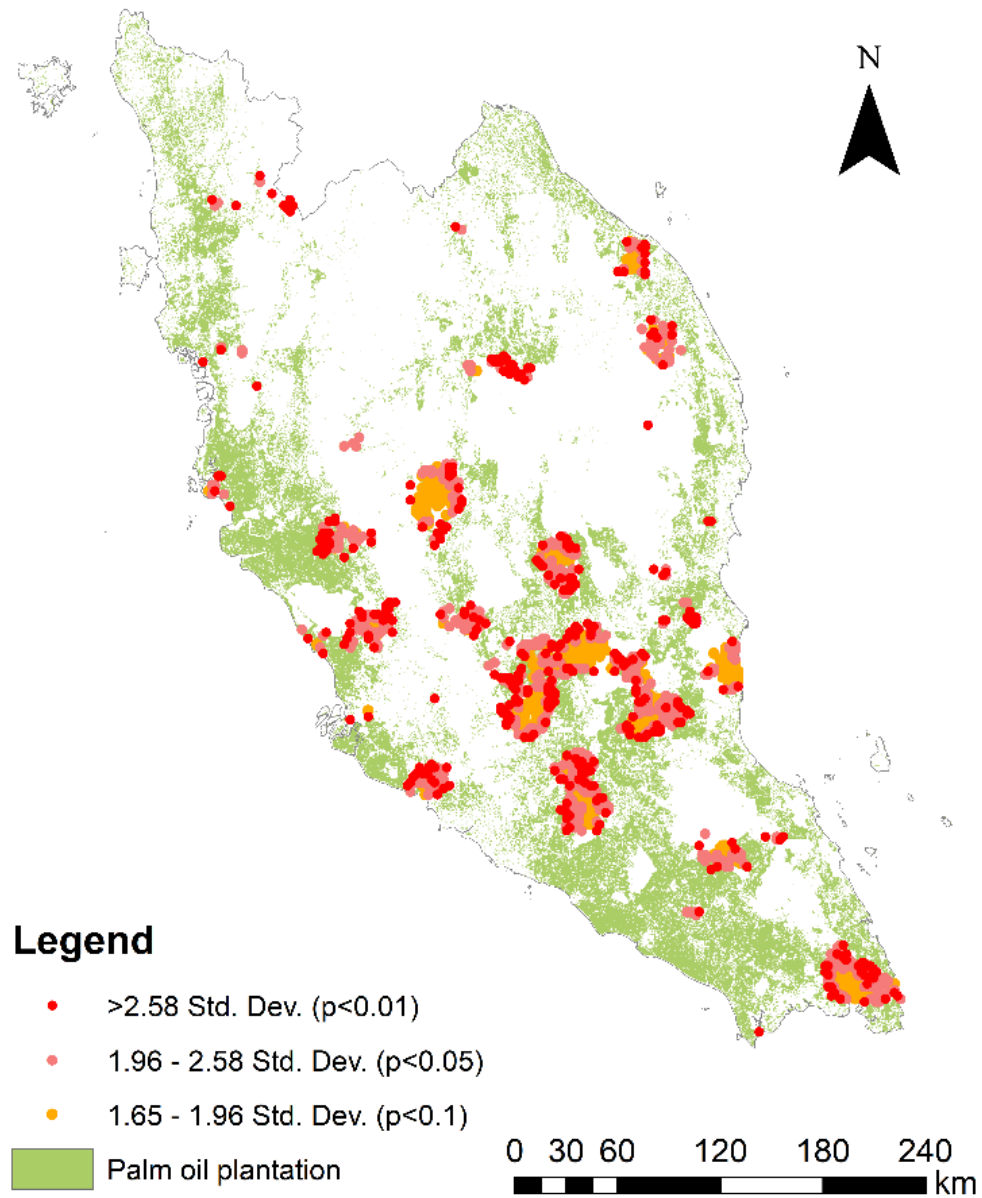 N
Legend
>2.58 Std. Dev. (p<0.01)
1.96 - 2.58 Std. Dev. (p<0.05)
1.65 - 1.96 Std. Dev. (p<0.1)
Palm oil plantation
0 30 60 120 180 240
km